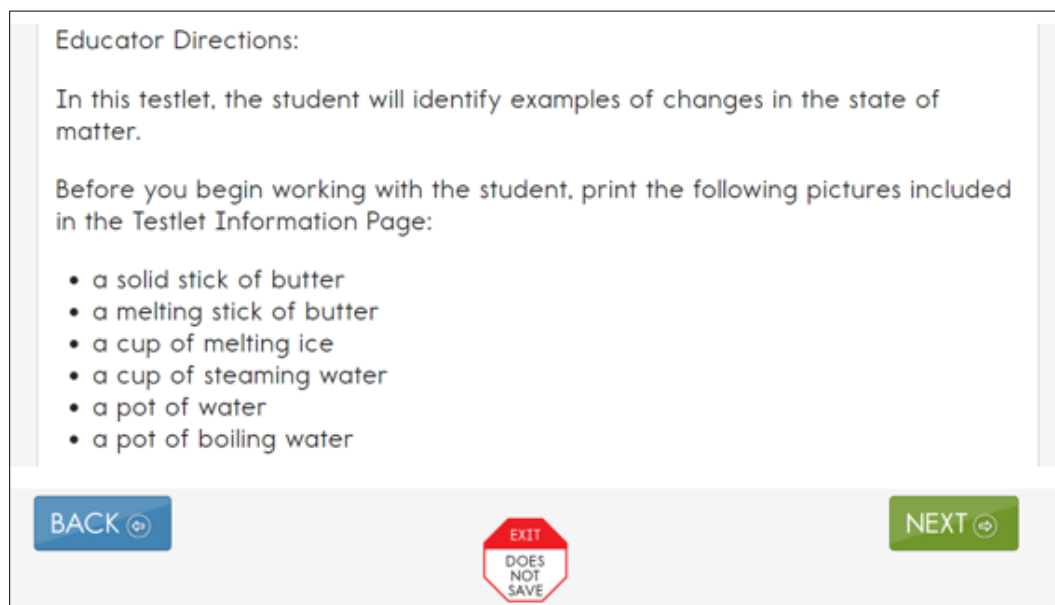 Educator Directions:
In this testlet, the student will identify examples of changes in the state of
matter.
Before you begin working with the student, print the following pictures included
in the Testlet Information Page:
• a solid stick of butter
• a melting stick of butter
• a cup of melting ice
• a cup of steaming water
• a pot of water
• a pot of boiling water
BACK
EXIT
DOES
NOT
SAVE
NEXT